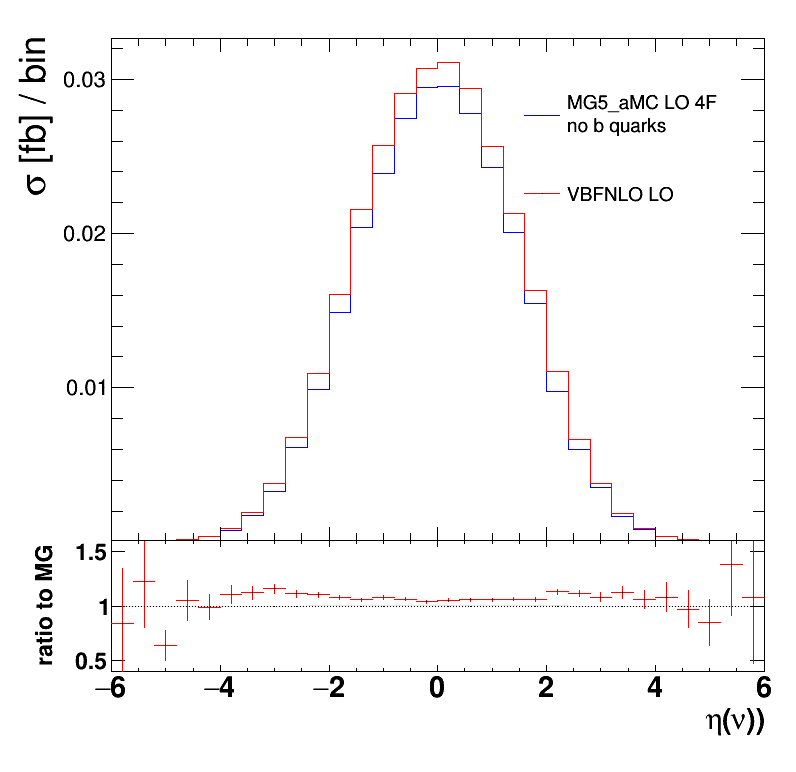 σ [fb] / bin
0.03
0.02
0.01
MG5_aMC LO 4F
no b quarks
VBFNLO LO
ratio to MG
1.5
1
0.5
−6 −4 −2 0 2 4 6
η(ν))